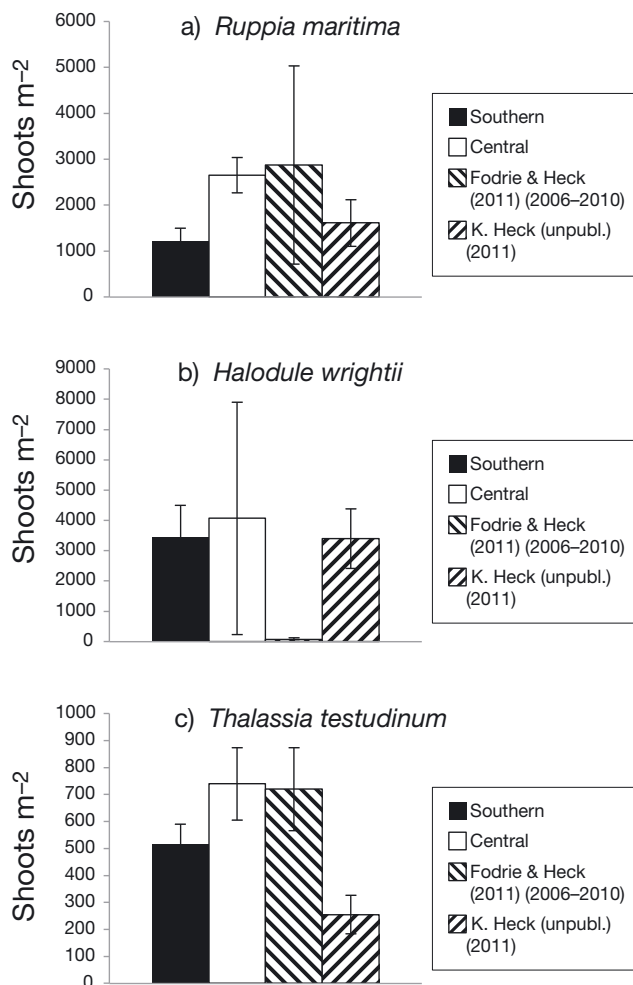 a) Ruppia maritima
Shoots m–2
6000
5000
4000
3000
2000
1000
0
Southern
Central
Fodrie & Heck
(2011) (2006–2010)
K. Heck (unpubl.)
(2011)
b) Halodule wrightii
Shoots m–2
9000
8000
7000
6000
5000
4000
3000
2000
1000
0
Southern
Central
Fodrie & Heck
(2011) (2006–2010)
K. Heck (unpubl.)
(2011)
c) Thalassia testudinum
Shoots m–2
1000
900
800
700
600
500
400
300
200
100
0
Southern
Central
Fodrie & Heck
(2011) (2006–2010)
K. Heck (unpubl.)
(2011)